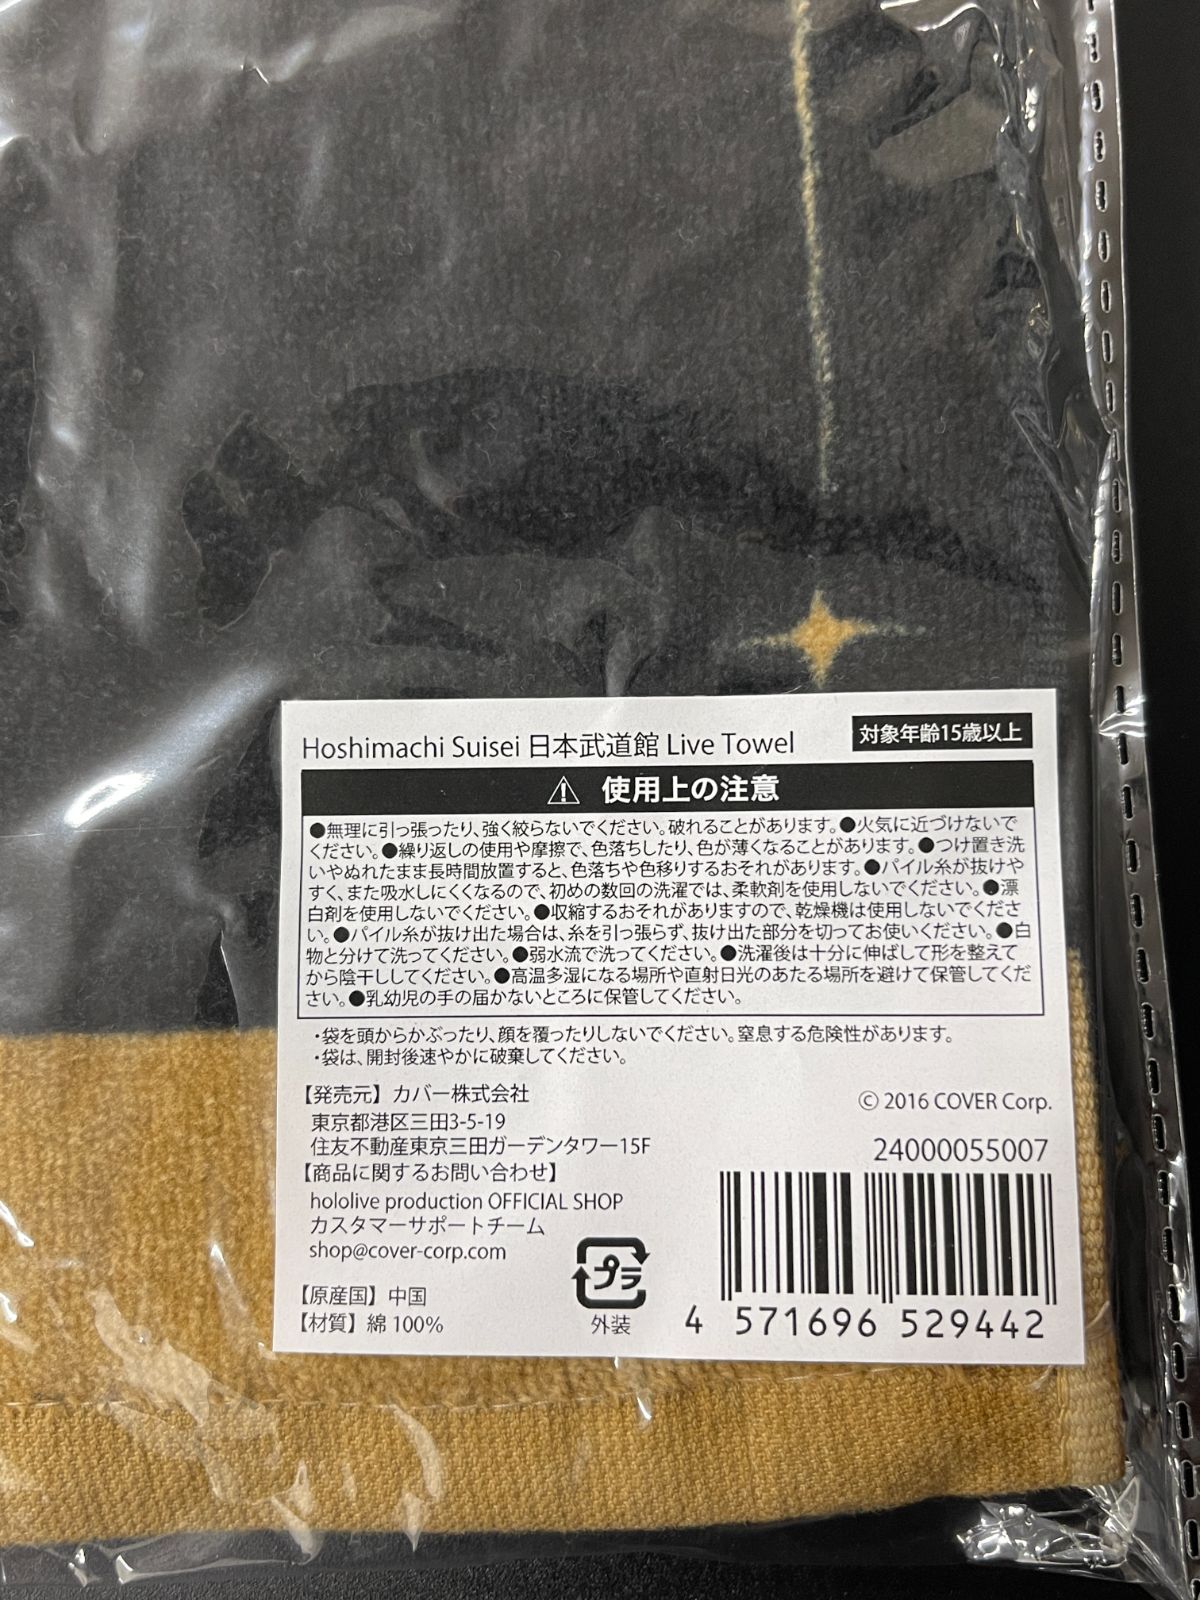 Hoshimachi Suisei 日本武道館 Live Towel
対象年齢15歳以上
⚠ 使用上の注意
●無理に引っ張ったり、強く絞らないでください。破れることがあります。●火気に近づけないで
ください。●繰り返しの使用や摩擦で、色落ちしたり、色が薄くなることがあります。●つけ置き洗
いやぬれたまま長時間放置すると、色落ちや色移りするおそれがあります。●パイル糸が抜けや
すく、また吸水しにくくなるので、初めの数回の洗濯では、柔軟剤を使用しないでください。●漂
白剤を使用しないでください。●収縮するおそれがありますので、乾燥機は使用しないでくださ
い。●パイル糸が抜け出た場合は、糸を引っ張らず、抜け出た部分を切ってお使いください。●白
物と分けて洗ってください。●弱水流で洗ってください。●洗濯後は十分に伸ばして形を整えて
から陰干ししてください。●高温多湿になる場所や直射日光のあたる場所を避けて保管してくだ
さい。●乳幼児の手の届かないところに保管してください。
・袋を頭からかぶったり、顔を覆ったりしないでください。窒息する危険性があります。
・袋は、開封後速やかに破棄してください。
【発売元】カバー株式会社
東京都港区三田3-5-19
住友不動産東京三田ガーデンタワー15F
【商品に関するお問い合わせ】
hololive production OFFICIAL SHOP
カスタマーサポートチーム
shop@cover-corp.com
【原産国】中国
【材質】綿 100%
プラ
外装
© 2016 COVER Corp.
24000055007
4 571696 529442